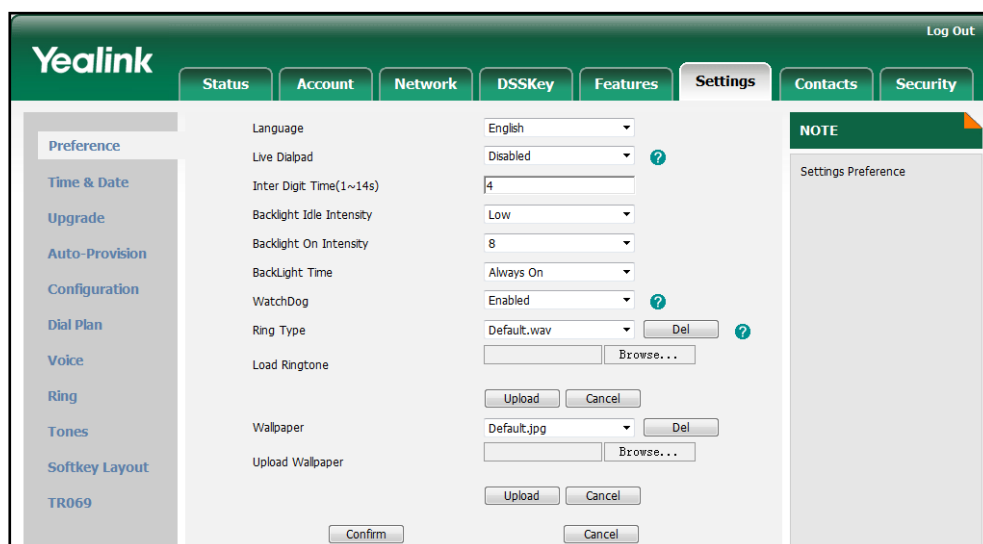 Log Out
Yealink
Status Account Network DSSKey Features Settings Contacts Security
Preference
Time & Date
Upgrade
Auto-Provision
Configuration
Dial Plan
Voice
Ring
Tones
Softkey Layout
TR069
Language English
Live Dialpad Disabled ?
Inter Digit Time(1~14s) 4
Backlight Idle Intensity Low
Backlight On Intensity 8
BackLight Time Always On
WatchDog Enabled ?
Ring Type Default.wav Del ?
Load Ringtone Browse...
Upload Cancel
Wallpaper Default.jpg Del
Upload Wallpaper Browse...
Upload Cancel
Confirm Cancel
NOTE
Settings Preference